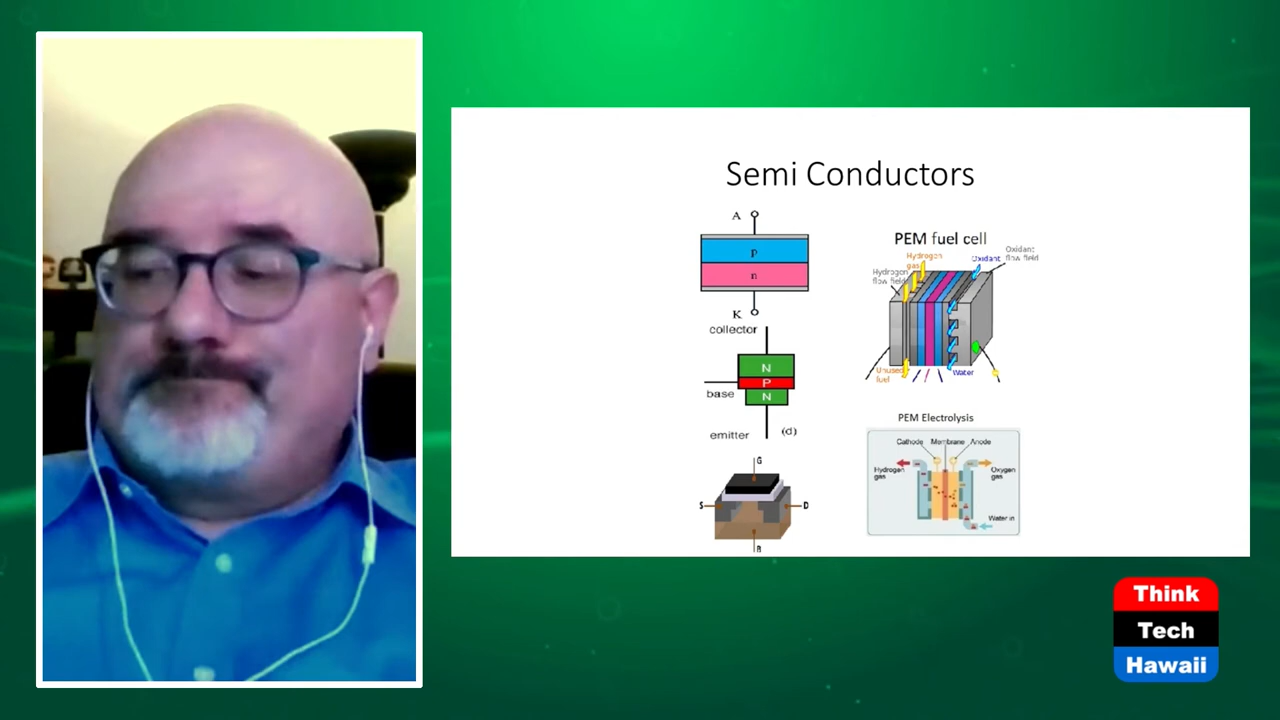 Semi Conductors
A
p
n
K
collector
N
P
N
base
emitter
(d)
G
S
D
B
PEM fuel cell
Hydrogen
gas
Oxidant
Oxidant
flow field
Hydrogen
flow field
Unused
fuel
Water
PEM Electrolysis
Cathode Membrane Anode
Hydrogen
gas
Oxygen
gas
Water in
Think
Tech
Hawaii